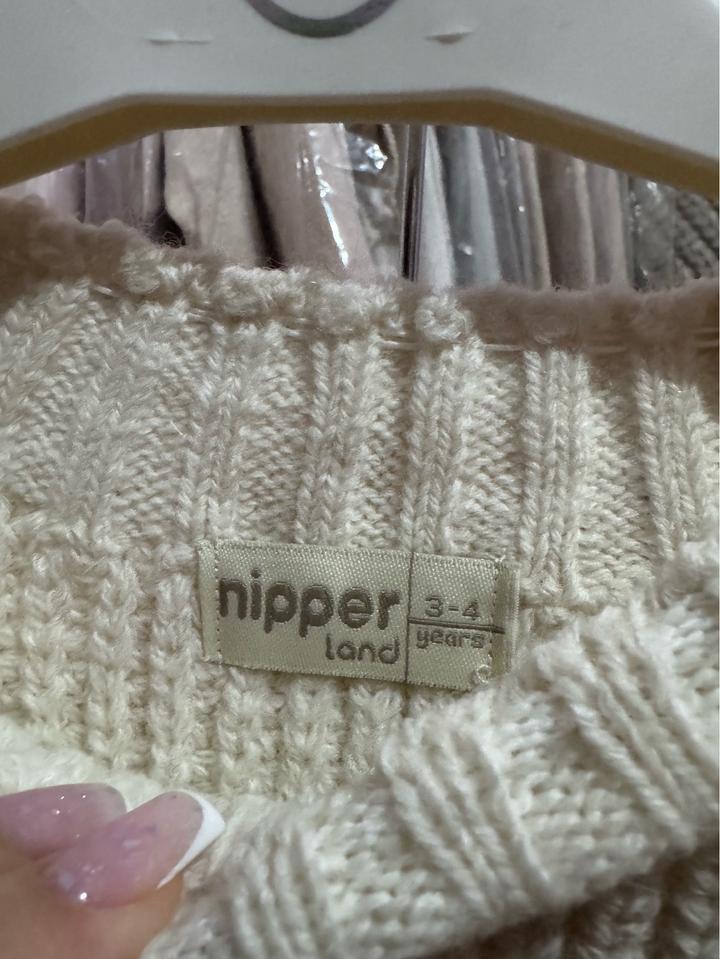 nipper
land
3-4
years